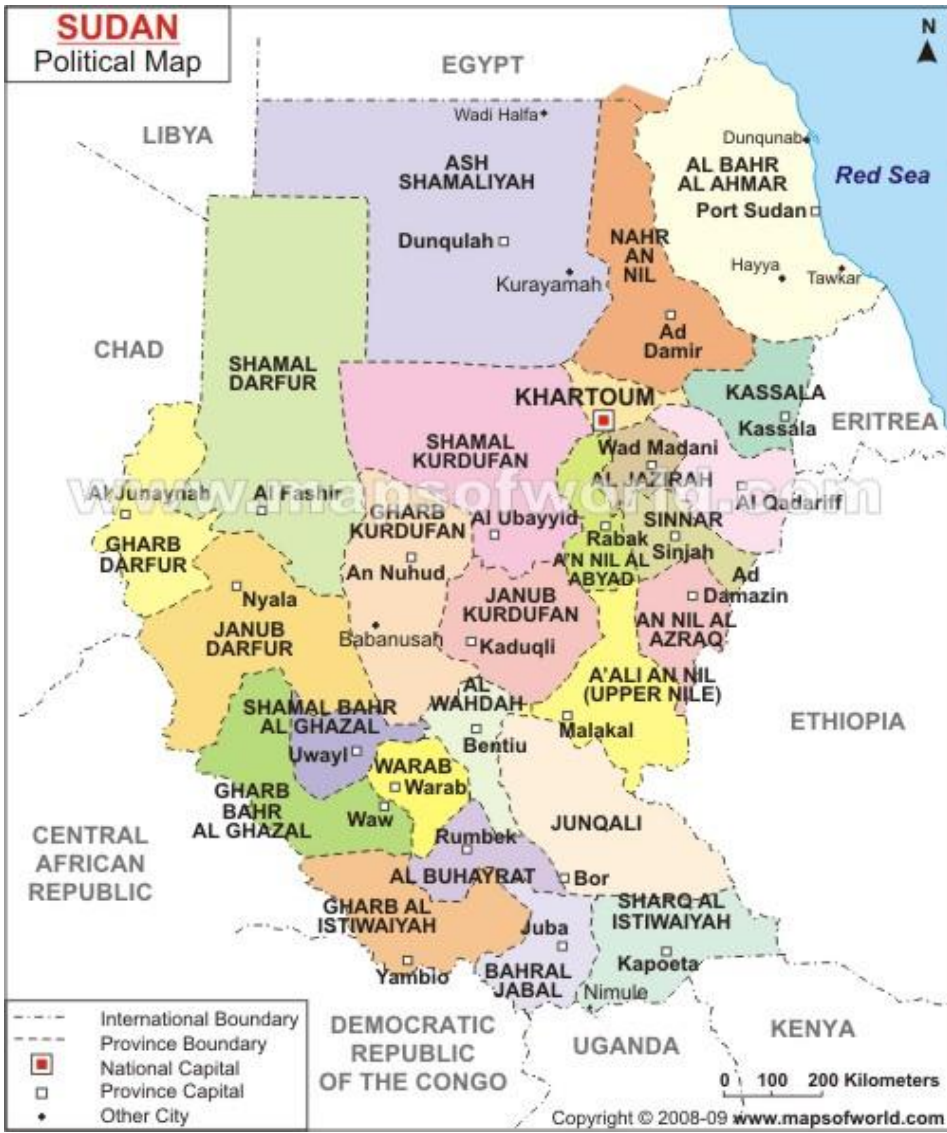 SUDAN
Political Map
N
EGYPT
LIBYA
Wadi Halfa
ASH
SHAMALIYAH
Dunqunab
AL BAHR
AL AHMAR
Red Sea
Port Sudan
Dunqulah
NAHR
AN
NIL
Kurayamah
Hayya
Tawkar
Ad
Damir
CHAD
SHAMAL
DARFUR
KHARTOUM
KASSALA
Kassala
ERITREA
SHAMAL
KURDUFAN
Wad Madani
AL JAZIRAH
www.mapsofworld.com
Al Junaynah
Al Fashir
GHARB
KURDUFAN
Al Ubayyid
Al Qadariff
Rabak
SINNAR
Sinjah
GHARB
DARFUR
An Nuhud
A'N NIL AL
ABYAD
Ad
Damazin
Nyala
JANUB
KURDUFAN
AN NIL AL
AZRAQ
JANUB
DARFUR
Babanusah
Kaduqli
A'ALI AN NIL
(UPPER NILE)
AL
WAHDAH
SHAMAL BAHR
AL GHAZAL
Malakal
ETHIOPIA
Uwayl
Bentiu
WARAB
Warab
GHARB
BAHR
AL GHAZAL
Waw
JUNQALI
CENTRAL
AFRICAN
REPUBLIC
Rumbek
AL BUHAYRAT
Bor
GHARB AL
ISTIWAIYAH
SHARQ AL
ISTIWAIYAH
Juba
Yambio
BAHRAL
JABAL
Kapoeta
Nimule
DEMOCRATIC
REPUBLIC
OF THE CONGO
UGANDA
KENYA
International Boundary
Province Boundary
National Capital
Province Capital
Other City
0 100 200 Kilometers
Copyright © 2008-09 www.mapsofworld.com